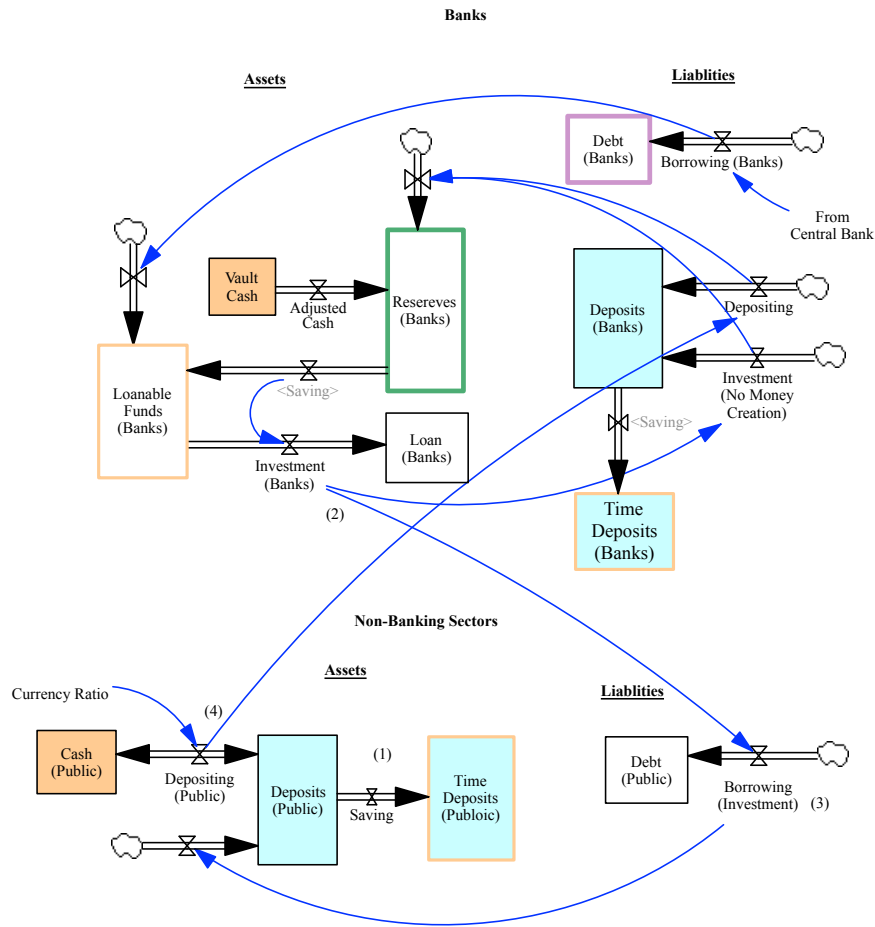 Banks
Assets
Liablities
Debt
(Banks)
Borrowing (Banks)
From
Central Bank
Vault
Cash
Adjusted
Cash
Resereves
(Banks)
Deposits
(Banks)
Depositing
Investment
(No Money
Creation)
Loanable
Funds
(Banks)
<Saving>
Investment
(Banks)
Loan
(Banks)
<Saving>
(2)
Time
Deposits
(Banks)
Non-Banking Sectors
Assets
Liablities
Currency Ratio
(4)
Cash
(Public)
Depositing
(Public)
Deposits
(Public)
(1)
Saving
Time
Deposits
(Publoic)
Debt
(Public)
Borrowing
(Investment)
(3)